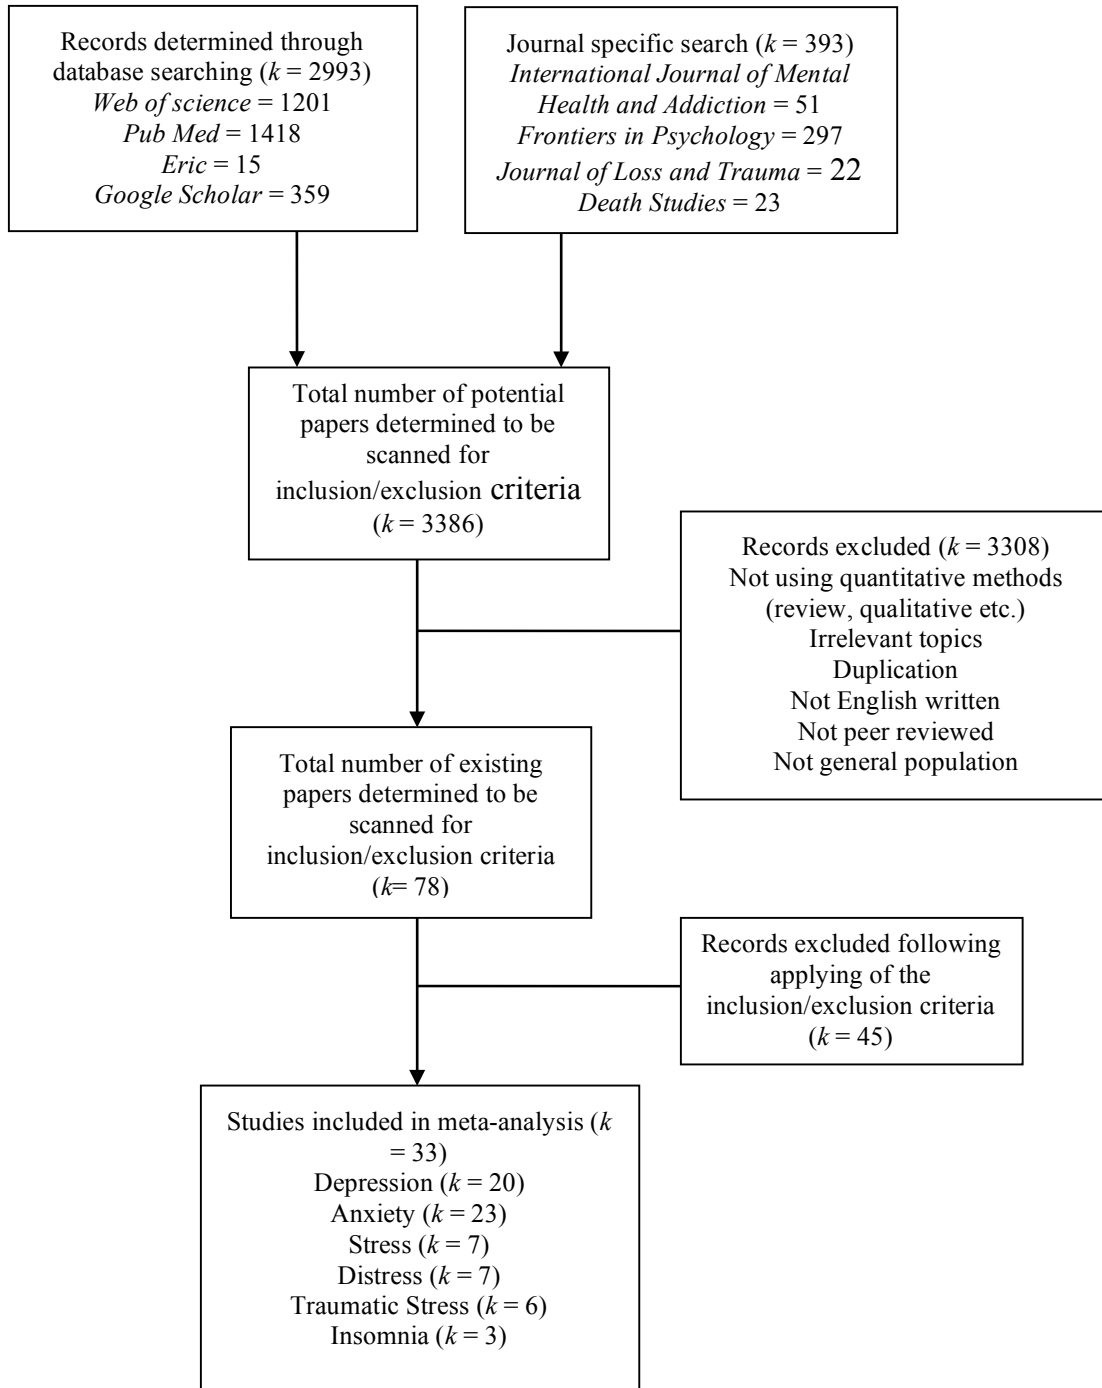 Records determined through
database searching (k = 2993)
Web of science = 1201
Pub Med = 1418
Eric = 15
Google Scholar = 359
Journal specific search (k = 393)
International Journal of Mental
Health and Addiction = 51
Frontiers in Psychology = 297
Journal of Loss and Trauma = 22
Death Studies = 23
Total number of potential
papers determined to be
scanned for
inclusion/exclusion criteria
(k = 3386)
Records excluded (k = 3308)
Not using quantitative methods
(review, qualitative etc.)
Irrelevant topics
Duplication
Not English written
Not peer reviewed
Not general population
Total number of existing
papers determined to be
scanned for
inclusion/exclusion criteria
(k= 78)
Records excluded following
applying of the
inclusion/exclusion criteria
(k = 45)
Studies included in meta-analysis (k
= 33)
Depression (k = 20)
Anxiety (k = 23)
Stress (k = 7)
Distress (k = 7)
Traumatic Stress (k = 6)
Insomnia (k = 3)